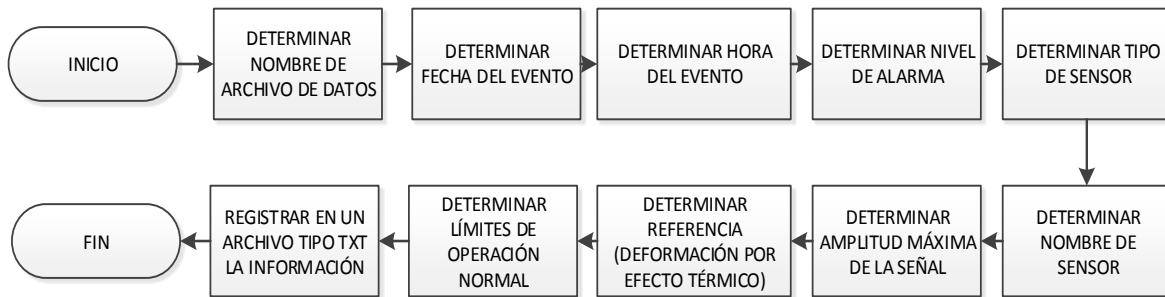 INICIO
DETERMINAR
NOMBRE DE
ARCHIVO DE DATOS
DETERMINAR
FECHA DEL EVENTO
DETERMINAR HORA
DEL EVENTO
DETERMINAR NIVEL
DE ALARMA
DETERMINAR TIPO
DE SENSOR
DETERMINAR
NOMBRE DE
SENSOR
DETERMINAR
AMPLITUD MÁXIMA
DE LA SEÑAL
DETERMINAR
REFERENCIA
(DEFORMACIÓN POR
EFECTO TÉRMICO)
DETERMINAR
LÍMITES DE
OPERACIÓN
NORMAL
REGISTRAR EN UN
ARCHIVO TIPO TXT
LA INFORMACIÓN
FIN